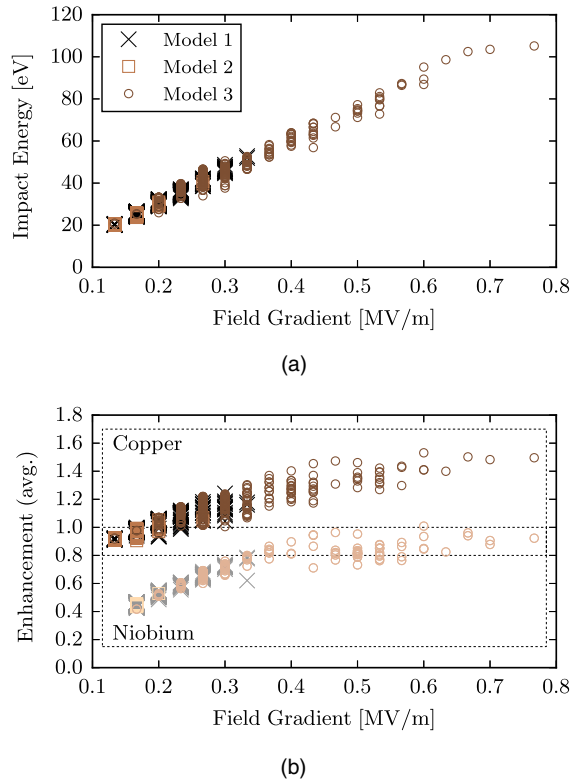 120
100
80
60
40
20
0
Impact Energy [eV]
Model 1
Model 2
Model 3
0.1 0.2 0.3 0.4 0.5 0.6 0.7 0.8
Field Gradient [MV/m]
(a)
1.8
1.6
1.4
1.2
1.0
0.8
0.6
0.4
0.2
0.0
Enhancement (avg.)
Copper
Niobium
0.1 0.2 0.3 0.4 0.5 0.6 0.7 0.8
Field Gradient [MV/m]
(b)